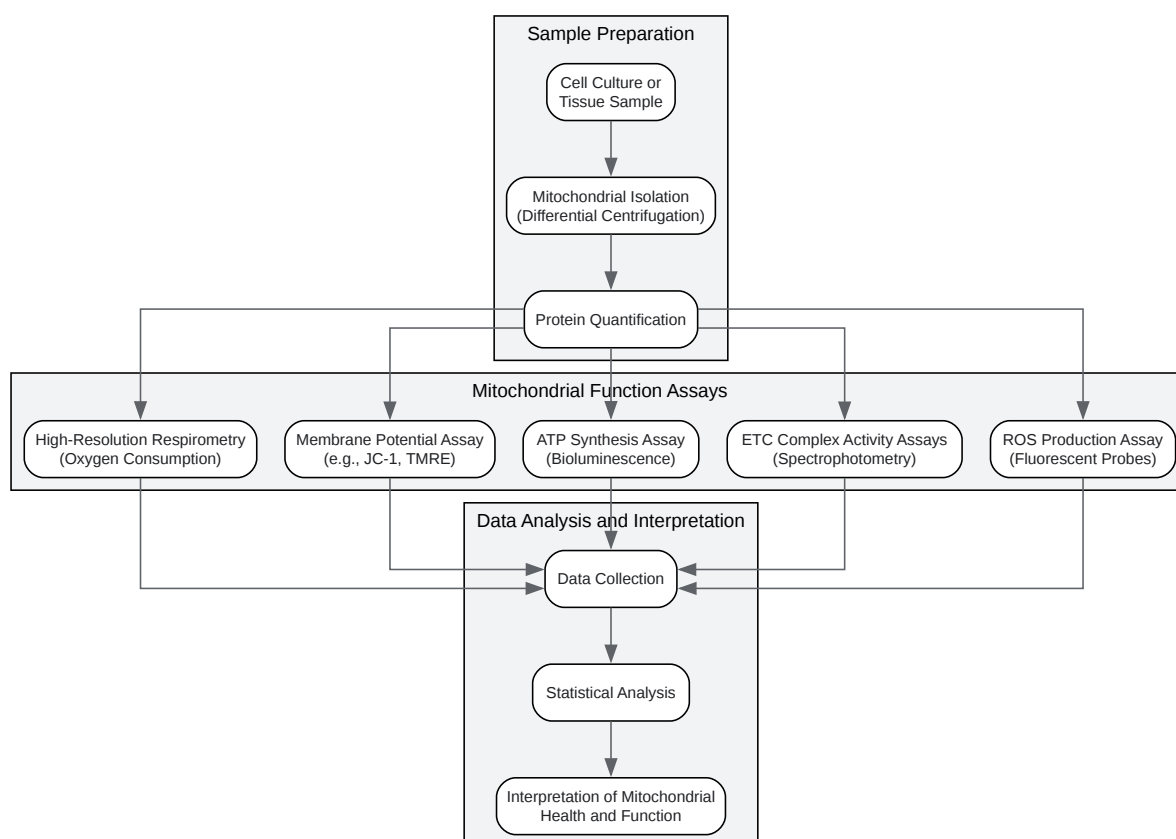 Sample Preparation
Cell Culture or
Tissue Sample
Mitochondrial Isolation
(Differential Centrifugation)
Protein Quantification
Mitochondrial Function Assays
High-Resolution Respirometry
(Oxygen Consumption)
Membrane Potential Assay
(e.g., JC-1, TMRE)
ATP Synthesis Assay
(Bioluminescence)
ETC Complex Activity Assays
(Spectrophotometry)
ROS Production Assay
(Fluorescent Probes)
Data Analysis and Interpretation
Data Collection
Statistical Analysis
Interpretation of Mitochondrial
Health and Function